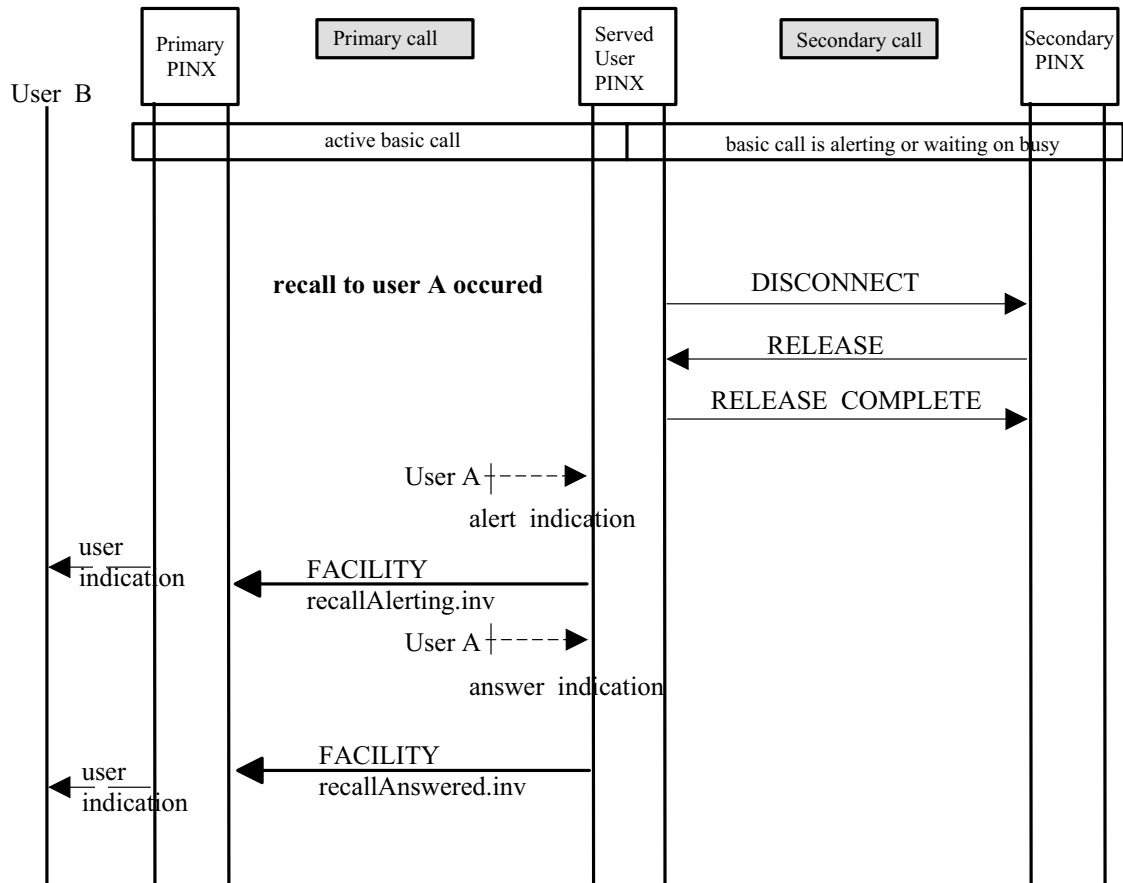 Primary
PINX
Primary call
Served
User
PINX
Secondary call
Secondary
PINX
User B
active basic call
basic call is alerting or waiting on busy
recall to user A occured
DISCONNECT
RELEASE
RELEASE COMPLETE
User A
alert indication
user
indication
FACILITY
recallAlerting.inv
User A
answer indication
FACILITY
recallAnswered.inv
user
indication